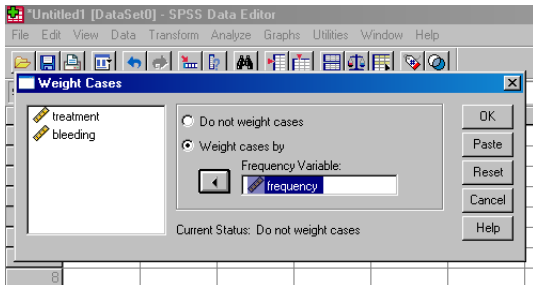 *Untitled1 [DataSet0] - SPSS Data Editor
File Edit View Data Transform Analyze Graphs Utilities Window Help
Weight Cases
treatment
bleeding
Do not weight cases
Weight cases by
Frequency Variable:
frequency
Current Status: Do not weight cases
OK
Paste
Reset
Cancel
Help
8